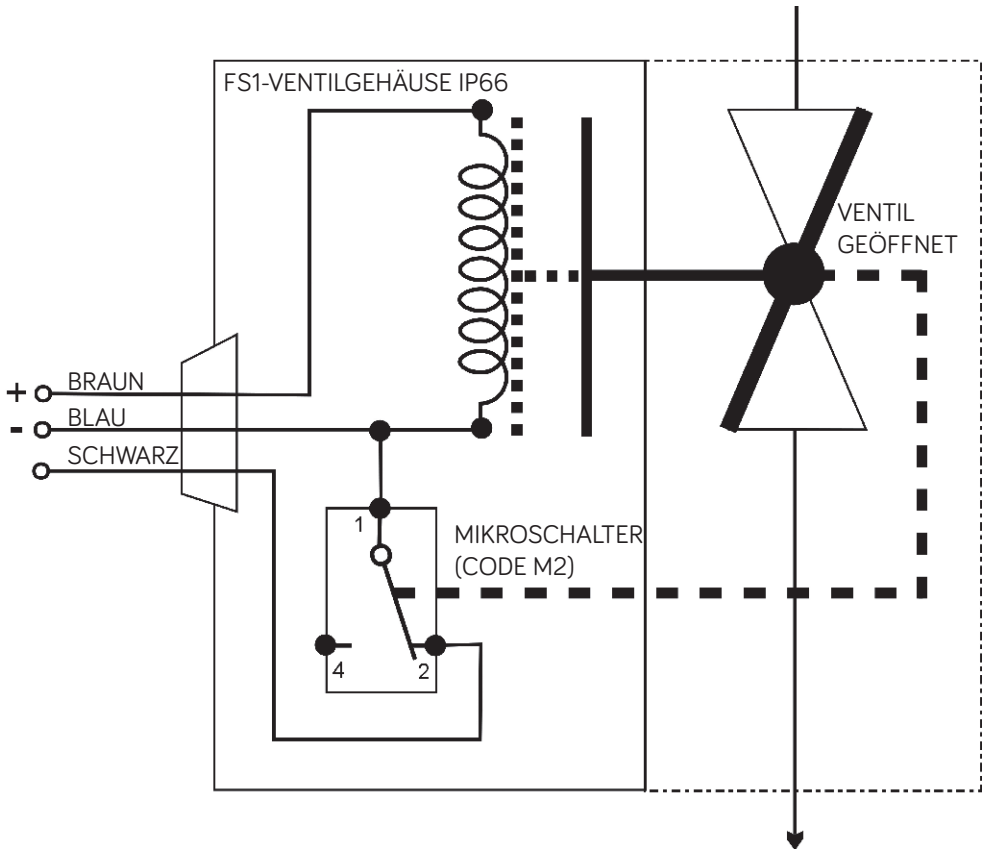 FS1-VENTILGEHÄUSE IP66
VENTIL
GEÖFFNET
+ BRAUN
- BLAU
SCHWARZ
1
MIKROSCHALTER
(CODE M2)
4 2